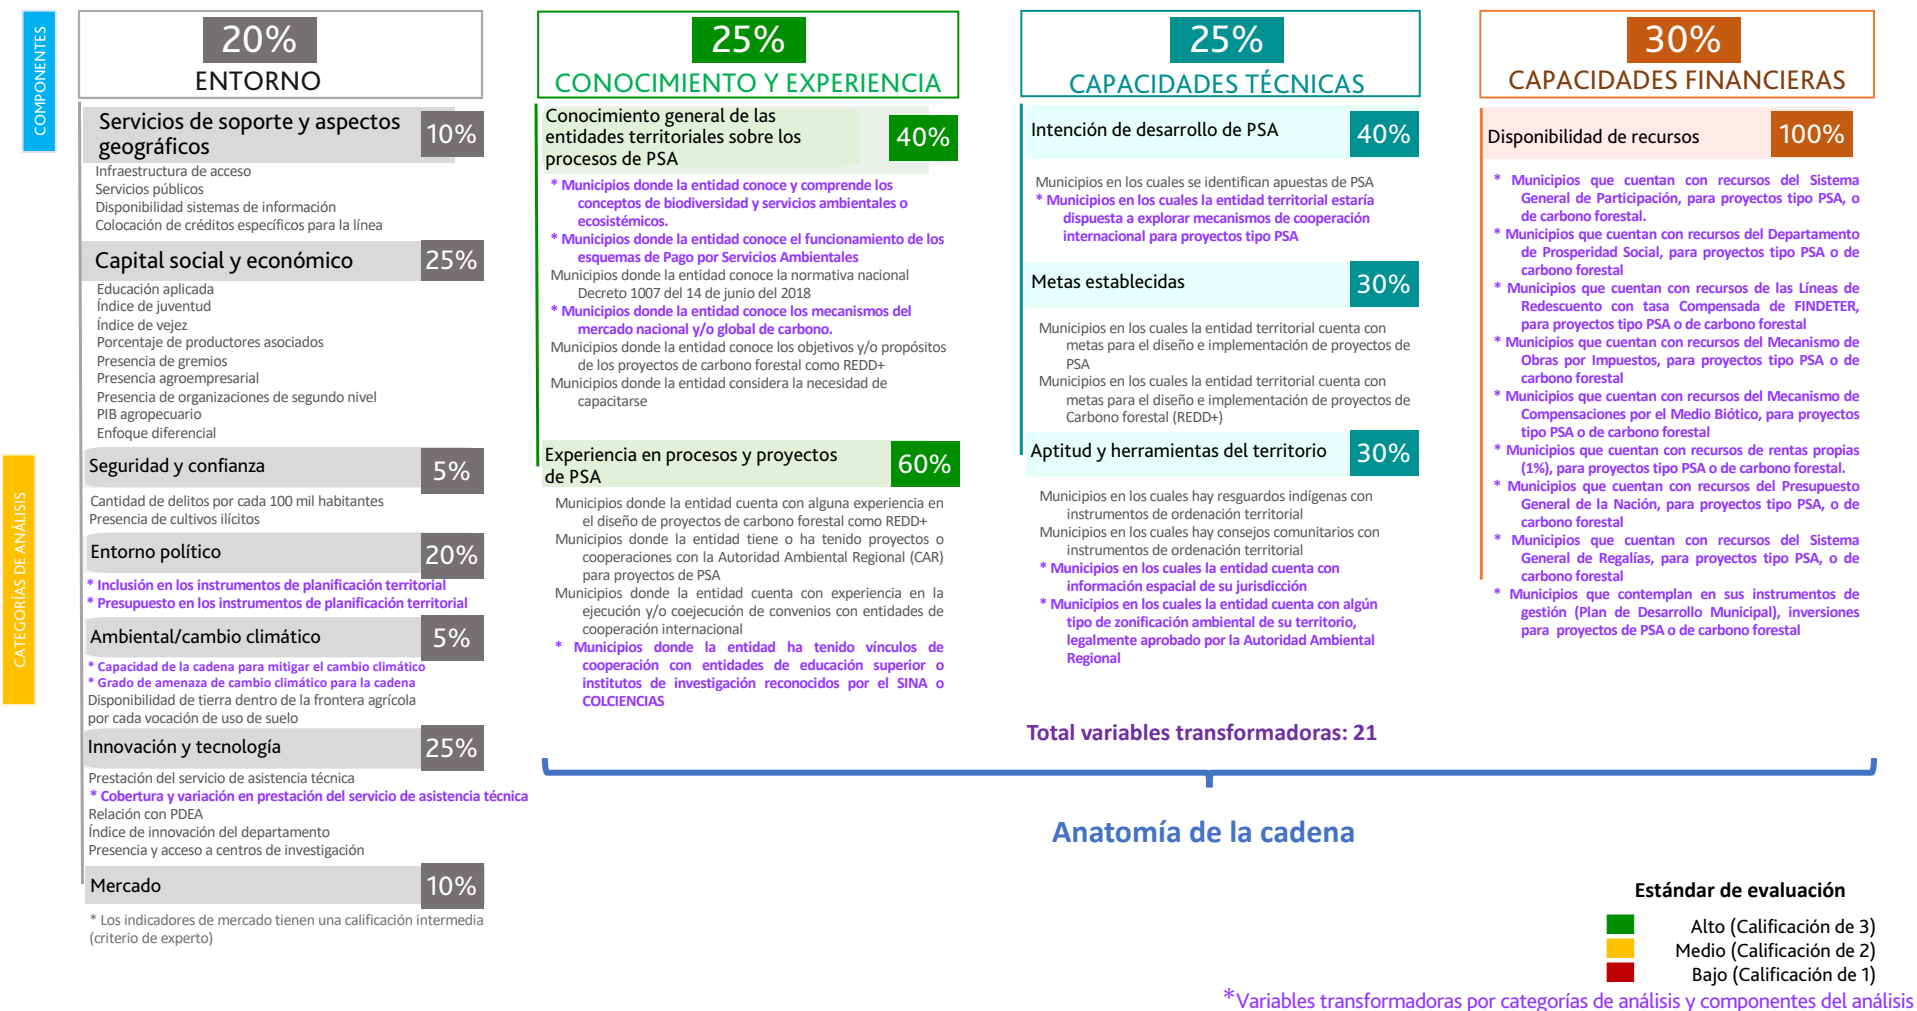 COMPONENTES
CATEGORÍAS DE ANÁLISIS
20%
ENTORNO
Servicios de soporte y aspectos
geográficos
10%
Infraestructura de acceso
Servicios públicos
Disponibilidad sistemas de información
Colocación de créditos específicos para la línea
Capital social y económico
25%
Educación aplicada
Índice de juventud
Índice de vejez
Porcentaje de productores asociados
Presencia de gremios
Presencia agroempresarial
Presencia de organizaciones de segundo nivel
PIB agropecuario
Enfoque diferencial
Seguridad y confianza
5%
Cantidad de delitos por cada 100 mil habitantes
Presencia de cultivos ilícitos
Entorno político
20%
* Inclusión en los instrumentos de planificación territorial
* Presupuesto en los instrumentos de planificación territorial
Ambiental/cambio climático
5%
* Capacidad de la cadena para mitigar el cambio climático
* Grado de amenaza de cambio climático para la cadena
Disponibilidad de tierra dentro de la frontera agrícola
por cada vocación de uso de suelo
Innovación y tecnología
25%
Prestación del servicio de asistencia técnica
* Cobertura y variación en prestación del servicio de asistencia técnica
Relación con PDEA
Índice de innovación del departamento
Presencia y acceso a centros de investigación
Mercado
10%
* Los indicadores de mercado tienen una calificación intermedia
(criterio de experto)
25%
CONOCIMIENTO Y EXPERIENCIA
Conocimiento general de las
entidades territoriales sobre los
procesos de PSA
40%
* Municipios donde la entidad conoce y comprende los
conceptos de biodiversidad y servicios ambientales o
ecosistémicos.
* Municipios donde la entidad conoce el funcionamiento de los
esquemas de Pago por Servicios Ambientales
Municipios donde la entidad conoce la normativa nacional
Decreto 1007 del 14 de junio del 2018
* Municipios donde la entidad conoce los mecanismos del
mercado nacional y/o global de carbono.
Municipios donde la entidad conoce los objetivos y/o propósitos
de los proyectos de carbono forestal como REDD+
Municipios donde la entidad considera la necesidad de
capacitarse
Experiencia en procesos y proyectos
de PSA
60%
Municipios donde la entidad cuenta con alguna experiencia en
el diseño de proyectos de carbono forestal como REDD+
Municipios donde la entidad tiene o ha tenido proyectos o
cooperaciones con la Autoridad Ambiental Regional (CAR)
para proyectos de PSA
Municipios donde la entidad cuenta con experiencia en la
ejecución y/o coejecución de convenios con entidades de
cooperación internacional
* Municipios donde la entidad ha tenido vínculos de
cooperación con entidades de educación superior o
institutos de investigación reconocidos por el SINA o
COLCIENCIAS
25%
CAPACIDADES TÉCNICAS
Intención de desarrollo de PSA
40%
Municipios en los cuales se identifican apuestas de PSA
* Municipios en los cuales la entidad territorial estaría
dispuesta a explorar mecanismos de cooperación
internacional para proyectos tipo PSA
Metas establecidas
30%
Municipios en los cuales la entidad territorial cuenta con
metas para el diseño e implementación de proyectos de
PSA
Municipios en los cuales la entidad territorial cuenta con
metas para el diseño e implementación de proyectos de
Carbono forestal (REDD+)
Aptitud y herramientas del territorio
30%
Municipios en los cuales hay resguardos indígenas con
instrumentos de ordenación territorial
Municipios en los cuales hay consejos comunitarios con
instrumentos de ordenación territorial
* Municipios en los cuales la entidad cuenta con
información espacial de su jurisdicción
* Municipios en los cuales la entidad cuenta con algún
tipo de zonificación ambiental de su territorio,
legalmente aprobado por la Autoridad Ambiental
Regional
30%
CAPACIDADES FINANCIERAS
Disponibilidad de recursos
100%
* Municipios que cuentan con recursos del Sistema
General de Participación, para proyectos tipo PSA, o
de carbono forestal.
* Municipios que cuentan con recursos del Departamento
de Prosperidad Social, para proyectos tipo PSA o de
carbono forestal
* Municipios que cuentan con recursos de las Líneas de
Redescuento con tasa Compensada de FINDETER,
para proyectos tipo PSA o de carbono forestal
* Municipios que cuentan con recursos del Mecanismo de
Obras por Impuestos, para proyectos tipo PSA o de
carbono forestal
* Municipios que cuentan con recursos del Mecanismo de
Compensaciones por el Medio Biótico, para proyectos
tipo PSA o de carbono forestal
* Municipios que cuentan con recursos de rentas propias
(1%), para proyectos tipo PSA o de carbono forestal.
* Municipios que cuentan con recursos del Presupuesto
General de la Nación, para proyectos tipo PSA, o de
carbono forestal
* Municipios que cuentan con recursos del Sistema
General de Regalías, para proyectos tipo PSA, o de
carbono forestal
* Municipios que contemplan en sus instrumentos de
gestión (Plan de Desarrollo Municipal), inversiones
para proyectos de PSA o de carbono forestal
Total variables transformadoras: 21
Anatomía de la cadena
Estándar de evaluación
Alto (Calificación de 3)
Medio (Calificación de 2)
Bajo (Calificación de 1)
*Variables transformadoras por categorías de análisis y componentes del análisis